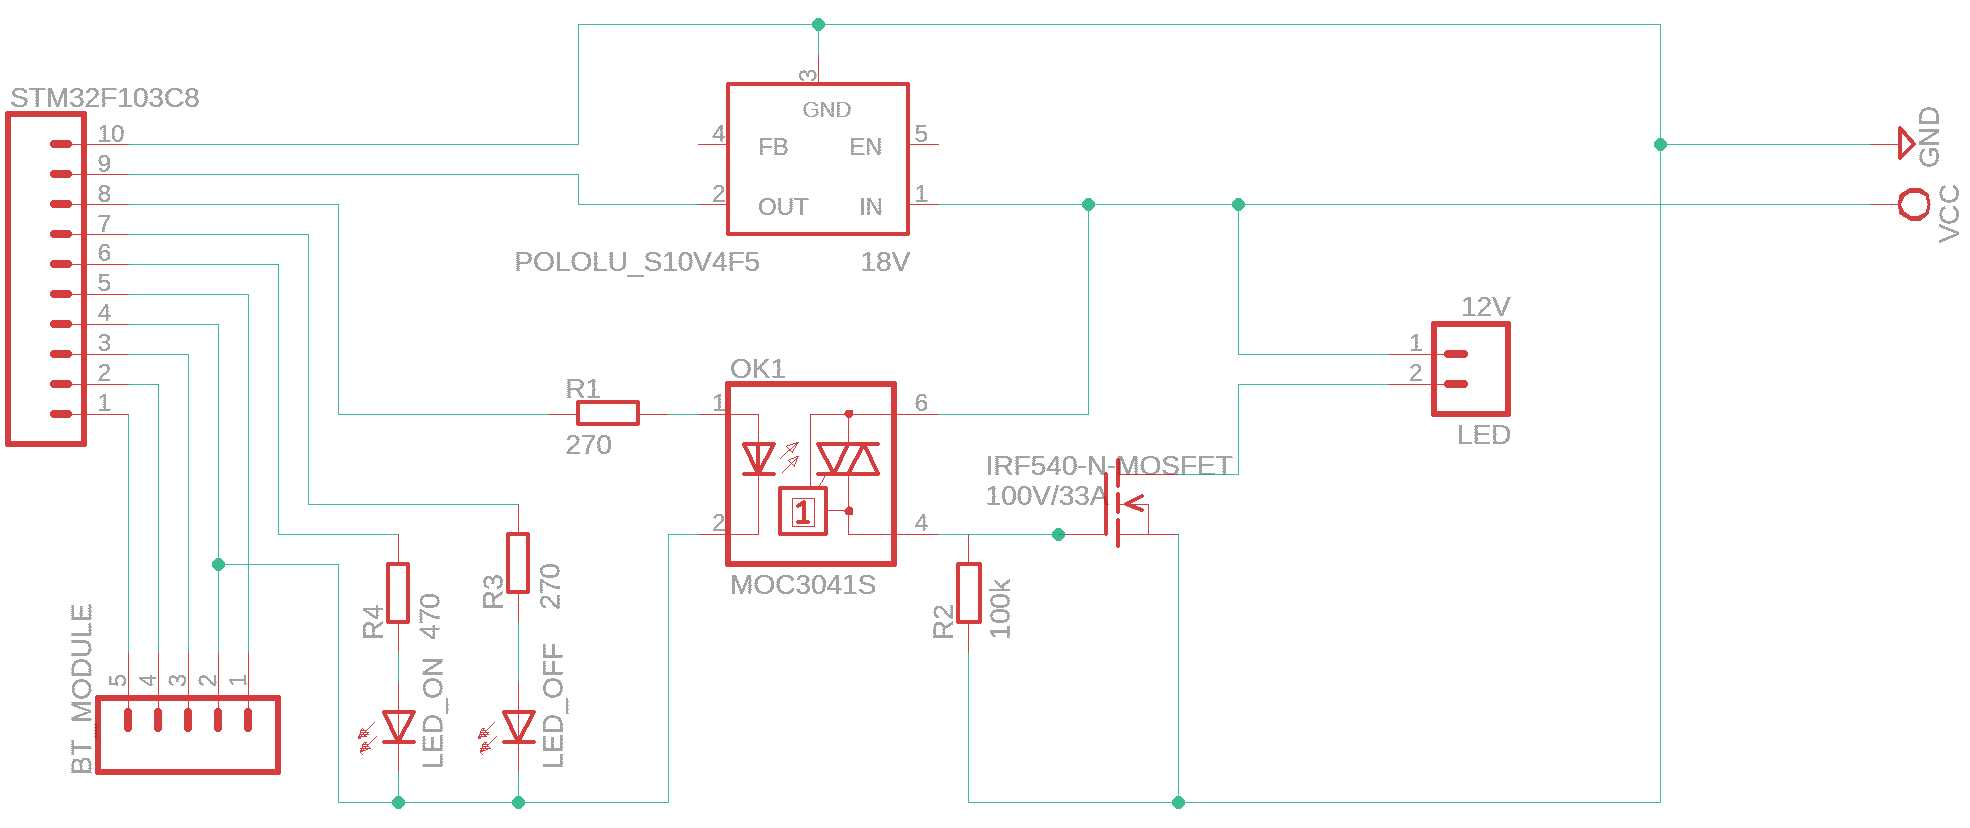 STM32F103C8
10
9
8
7
6
5
4
3
2
1
3
GND
4
FB
EN
5
2
OUT
IN
1
POLOLU_S10V4F5
18V
GND
VCC
12V
1
2
LED
R1
270
OK1
1
6
1
2
4
MOC3041S
IRF540-N-MOSFET
100V/33A
R2
100k
R3
270
R4
470
LED_ON
LED_OFF
BT_MODULE
5
4
3
2
1